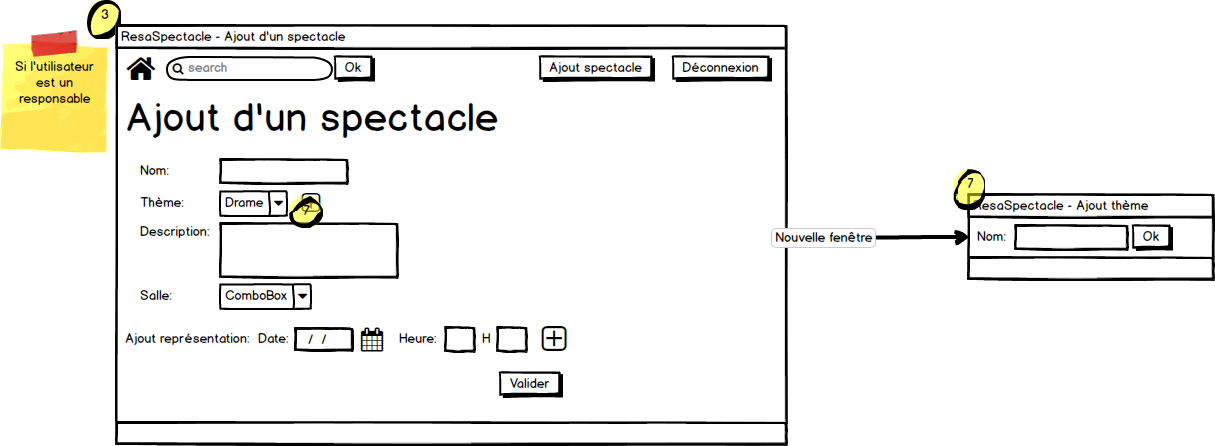 3
Si l'utilisateur
est un
responsable
ResaSpectacle - Ajout d'un spectacle
search Ok Ajout spectacle Déconnexion
Ajout d'un spectacle
Nom:
Thème: Drame
7
Description:
Salle: ComboBox
Ajout représentation: Date: / / Heure: H
Valider
Nouvelle fenêtre
7
ResaSpectacle - Ajout thème
Nom: Ok